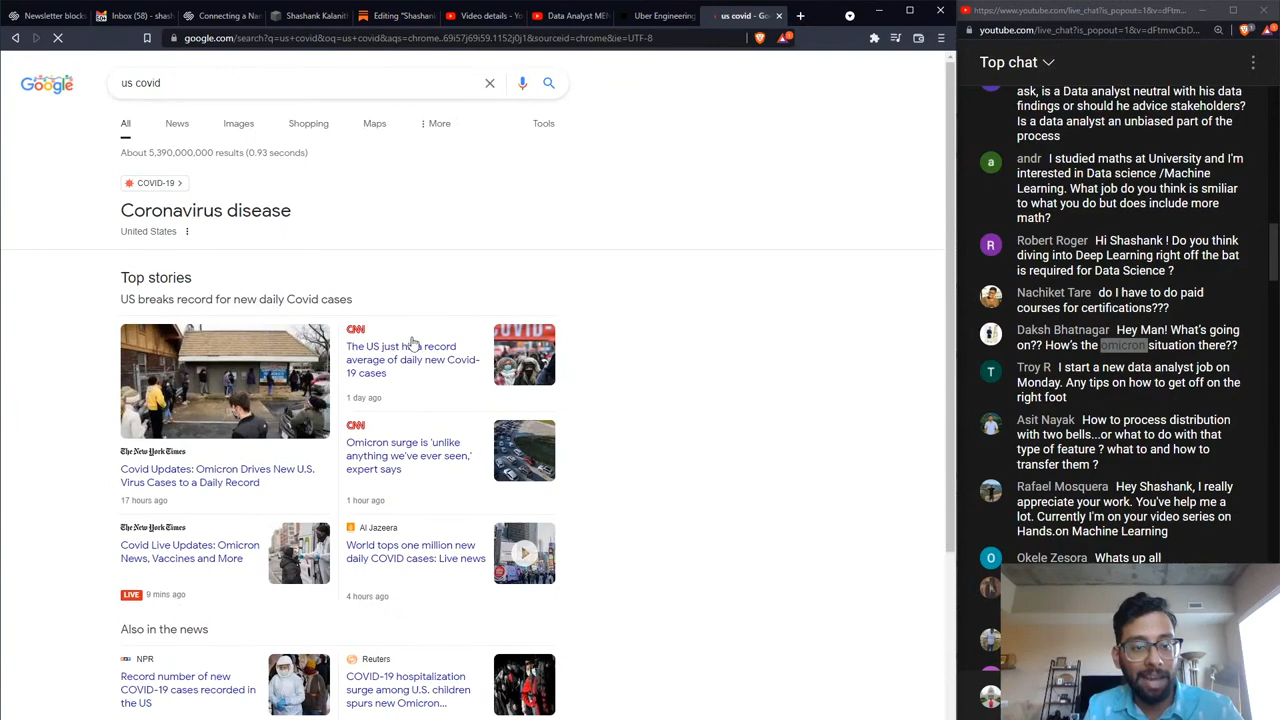 Newsletter blocks
Inbox (58) - shas
Connecting a Nar
Shashank Kalanith
Editing "Shashan
Video details - Yo
Data Analyst MEN
Uber Engineering
us covid - Go
google.com/search?q=us+covid&oq=us+covid&aqs=chrome..69i57j69i59.1152j0j1&sourceid=chrome&ie=UTF-8
Google
us covid
All
News
Images
Shopping
Maps
More
Tools
About 5,390,000,000 results (0.93 seconds)
COVID-19
Coronavirus disease
United States
Top stories
US breaks record for new daily Covid cases
The New York Times
Covid Updates: Omicron Drives New U.S.
Virus Cases to a Daily Record
17 hours ago
CNN
The US just hit a record
average of daily new Covid-
19 cases
1 day ago
CNN
Omicron surge is 'unlike
anything we've ever seen,'
expert says
1 hour ago
The New York Times
Covid Live Updates: Omicron
News, Vaccines and More
LIVE 9 mins ago
Al Jazeera
World tops one million new
daily COVID cases: Live news
4 hours ago
Also in the news
NPR
Record number of new
COVID-19 cases recorded in
the US
Reuters
COVID-19 hospitalization
surge among U.S. children
spurs new Omicron...
https://www.youtube.com/live_chat?is_popout=1&v=dFtm...
youtube.com/live_chat?is_popout=1&v=dFtmwCbD...
Top chat
ask, is a Data analyst neutral with his data
findings or should he advice stakeholders?
Is a data analyst an unbiased part of the
process
andr I studied maths at University and I'm
interested in Data science /Machine
Learning. What job do you think is smiliar
to what you do but does include more
math?
Robert Roger Hi Shashank ! Do you think
diving into Deep Learning right off the bat
is required for Data Science ?
Nachiket Tare do I have to do paid
courses for certifications???
Daksh Bhatnagar Hey Man! What's going
on?? How's the omicron situation there??
Troy R I start a new data analyst job on
Monday. Any tips on how to get off on the
right foot
Asit Nayak How to process distribution
with two bells...or what to do with that
type of feature ? what to and how to
transfer them ?
Rafael Mosquera Hey Shashank, I really
appreciate your work. You've help me a
lot. Currently I'm on your video series on
Hands.on Machine Learning
Okele Zesora Whats up all